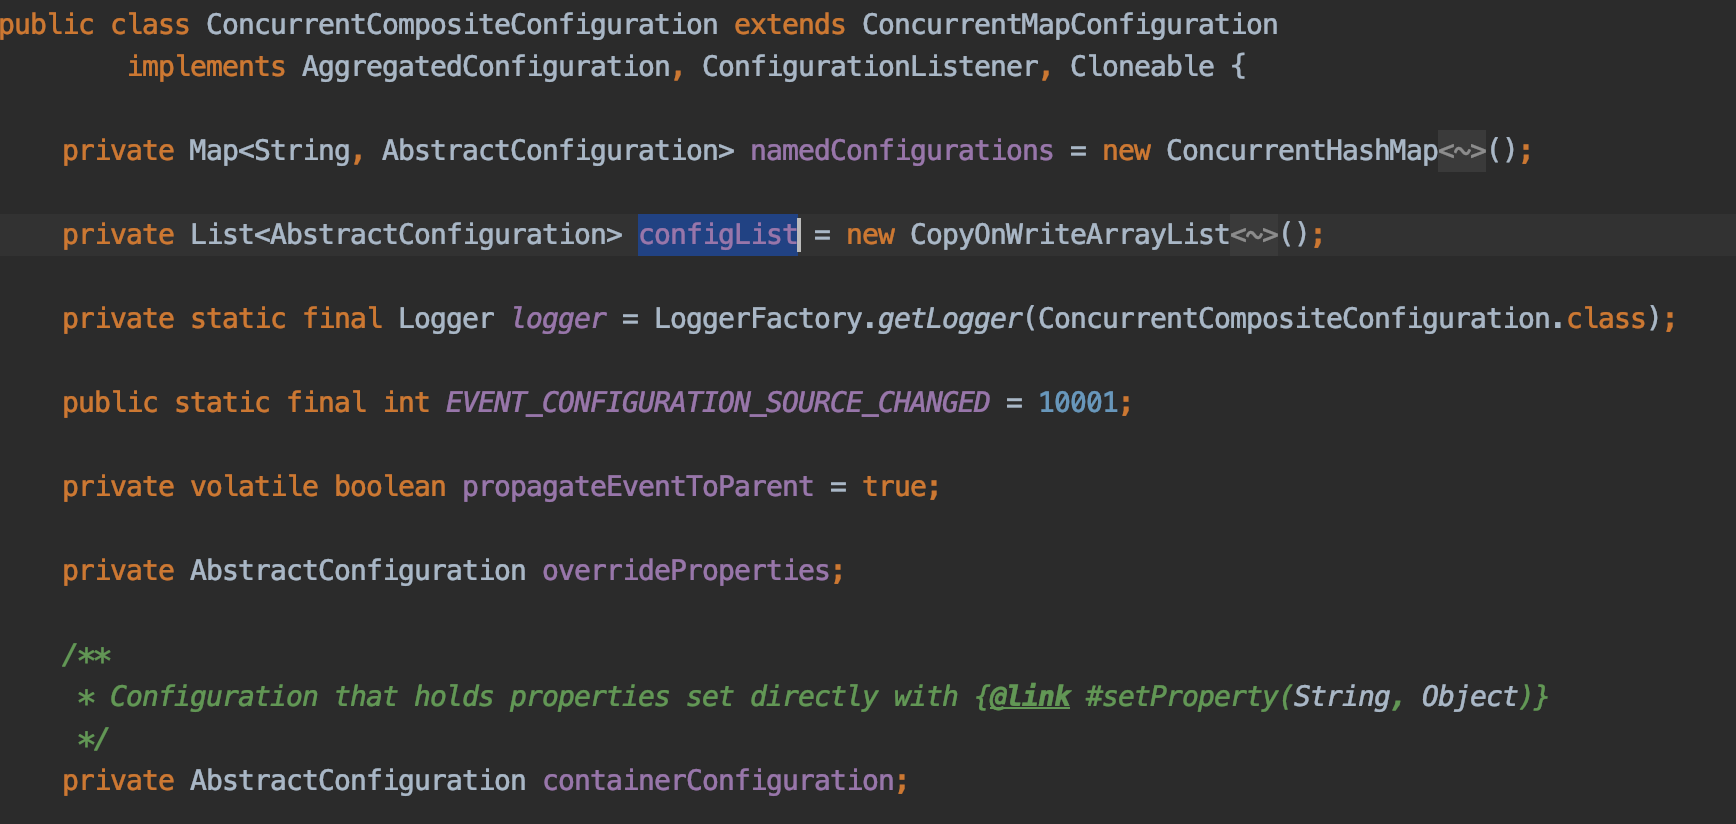 public class ConcurrentCompositeConfiguration extends ConcurrentMapConfiguration
implements AggregatedConfiguration, ConfigurationListener, Cloneable {
private Map<String, AbstractConfiguration> namedConfigurations = new ConcurrentHashMap<~>();
private List<AbstractConfiguration> configList = new CopyOnWriteArrayList<~>();
private static final Logger logger = LoggerFactory.getLogger(ConcurrentCompositeConfiguration.class);
public static final int EVENT_CONFIGURATION_SOURCE_CHANGED = 10001;
private volatile boolean propagateEventToParent = true;
private AbstractConfiguration overrideProperties;
/**
* Configuration that holds properties set directly with {@link #setProperty(String, Object)}
*/
private AbstractConfiguration containerConfiguration;